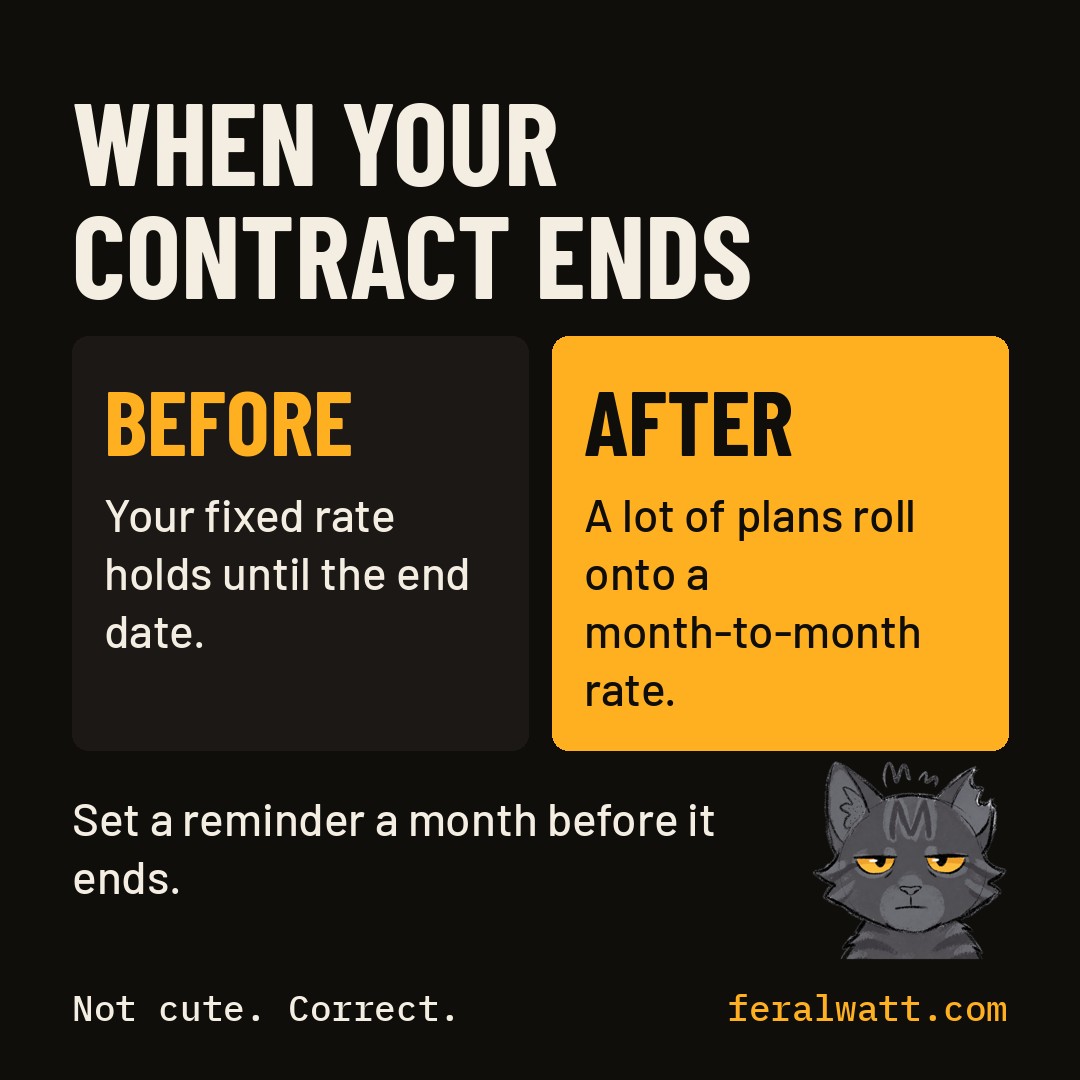 WHEN YOUR
CONTRACT ENDS
BEFORE
Your fixed rate
holds until the end
date.
AFTER
A lot of plans roll
onto a
month-to-month
rate.
Set a reminder a month before it
ends.
M
Not cute. Correct.
feralwatt.com